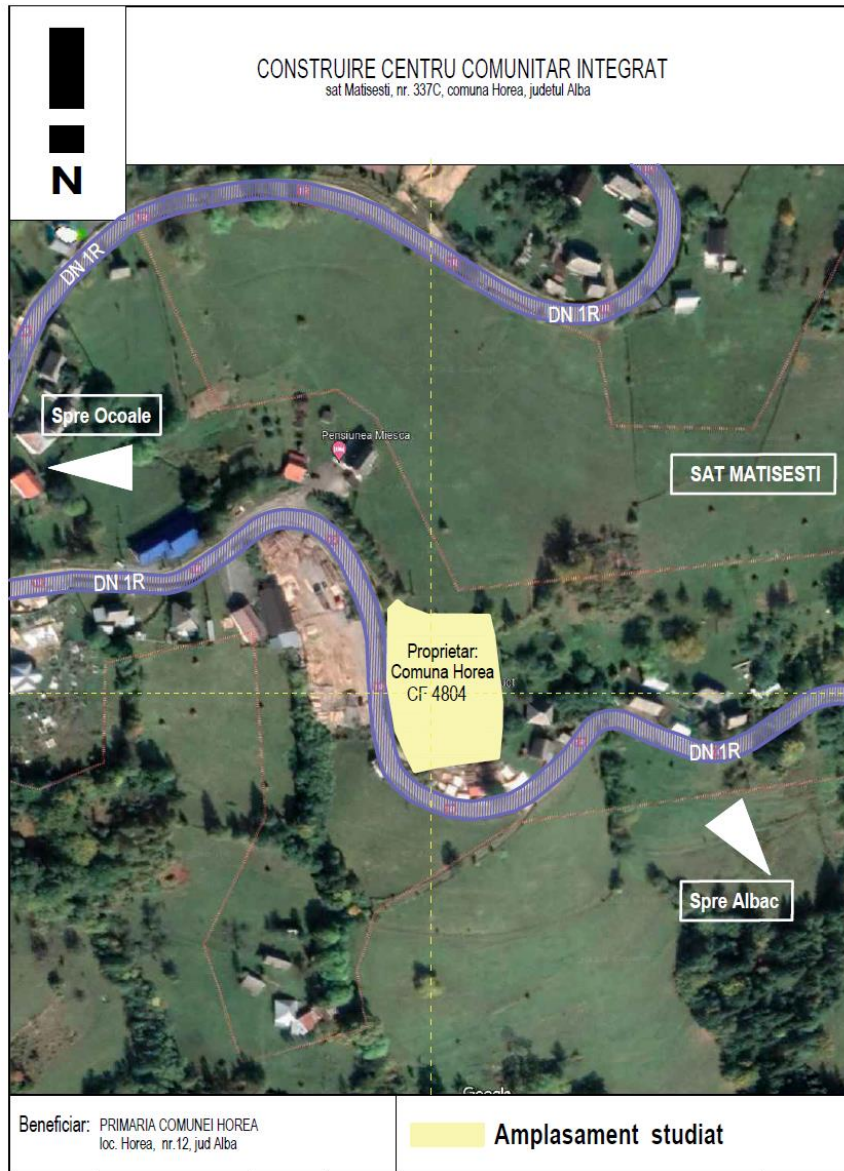 N
CONSTRUIRE CENTRU COMUNITAR INTEGRAT
sat Matisesti, nr. 337C, comuna Horea, judetul Alba
DN 1R
DN 1R
Spre Ocoale
Pensiunea Miesca
SAT MATISESTI
DN 1R
Proprietar:
Comuna Horea
CF 4804
DN 1R
Spre Albac
Google
Beneficiar: PRIMARIA COMUNEI HOREA
loc. Horea, nr.12, jud Alba
Amplasament studiat